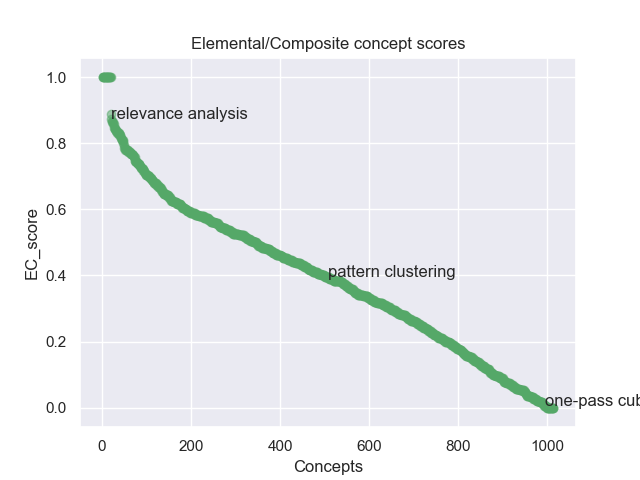 Elemental/Composite concept scores
1.0
0.8
0.6
0.4
0.2
0.0
EC_score
relevance analysis
pattern clustering
one-pass cub
0
200
400
600
800
1000
Concepts